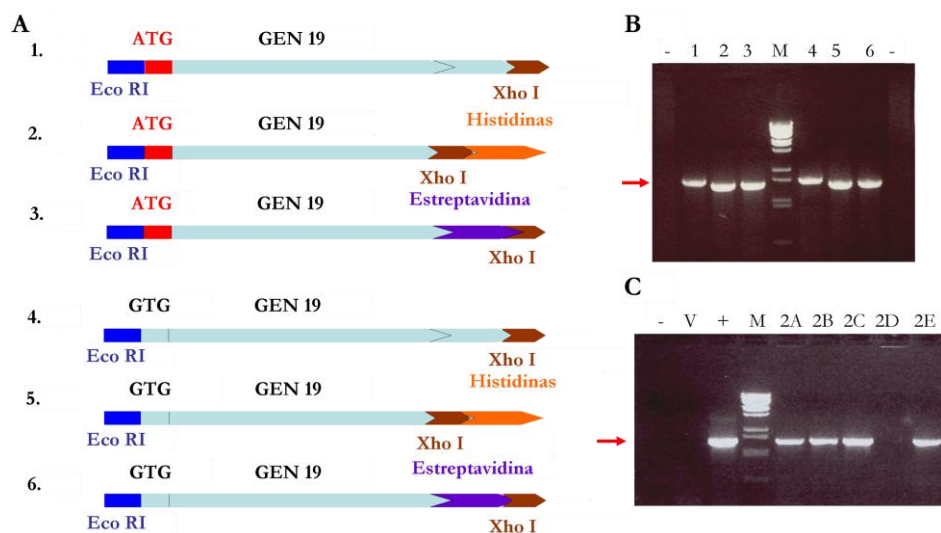 A
1.
ATG GEN 19
Eco RI Xho I
2.
ATG GEN 19 Histidinas
Eco RI Xho I
3.
ATG GEN 19 Estreptavidina
Eco RI Xho I
4.
GTG GEN 19
Eco RI Xho I
5.
GTG GEN 19 Histidinas
Eco RI Xho I
6.
GTG GEN 19 Estreptavidina
Eco RI Xho I
B
- 1 2 3 M 4 5 6 -
C
- V + M 2A 2B 2C 2D 2E